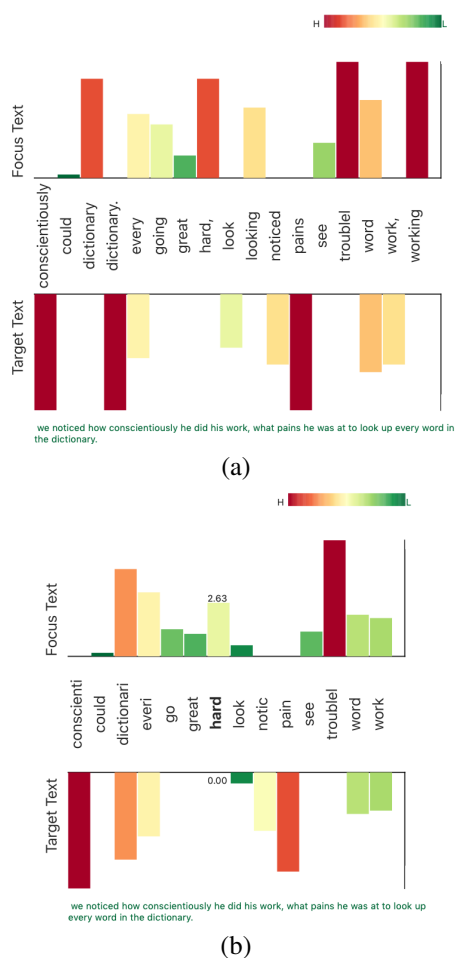 H L
Focus Text
conscientiously
could
dictionary
dictionary.
every
going
great
hard,
look
looking
noticed
pains
see
troublel
word
work,
working
Target Text
we noticed how conscientiously he did his work, what pains he was at to look up every word in
the dictionary.
(a)
H L
Focus Text
2.63
conscienti
could
dictionari
everi
go
great
hard
look
notic
pain
see
troublel
word
work
Target Text
0.00
we noticed how conscientiously he did his work, what pains he was at to look up
every word in the dictionary.
(b)